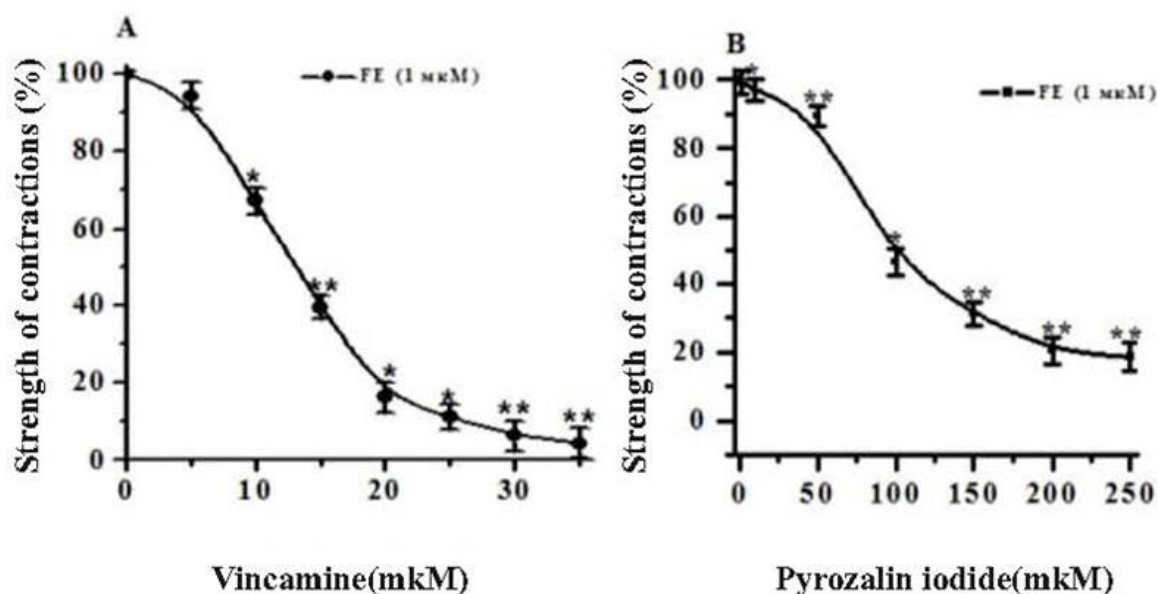 A
FE (1 мкМ)
Strength of contractions (%)
100
80
60
40
20
0
*
**
*
*
**
**
0 10 20 30
Vincamine(mkM)
B
FE (1 мкМ)
Strength of contractions (%)
100
80
60
40
20
0
*
**
*
**
**
**
0 50 100 150 200 250
Pyrozalin iodide(mkM)